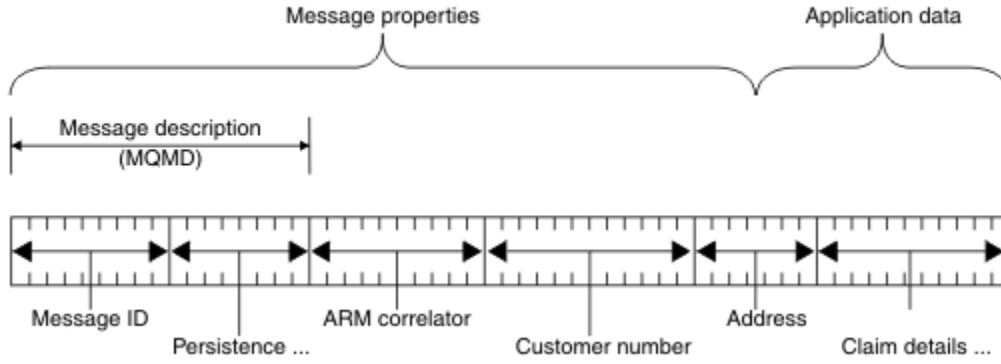 Message properties
Application data
Message description
(MQMD)
Message ID
ARM correlator
Address
Persistence ...
Customer number
Claim details ...